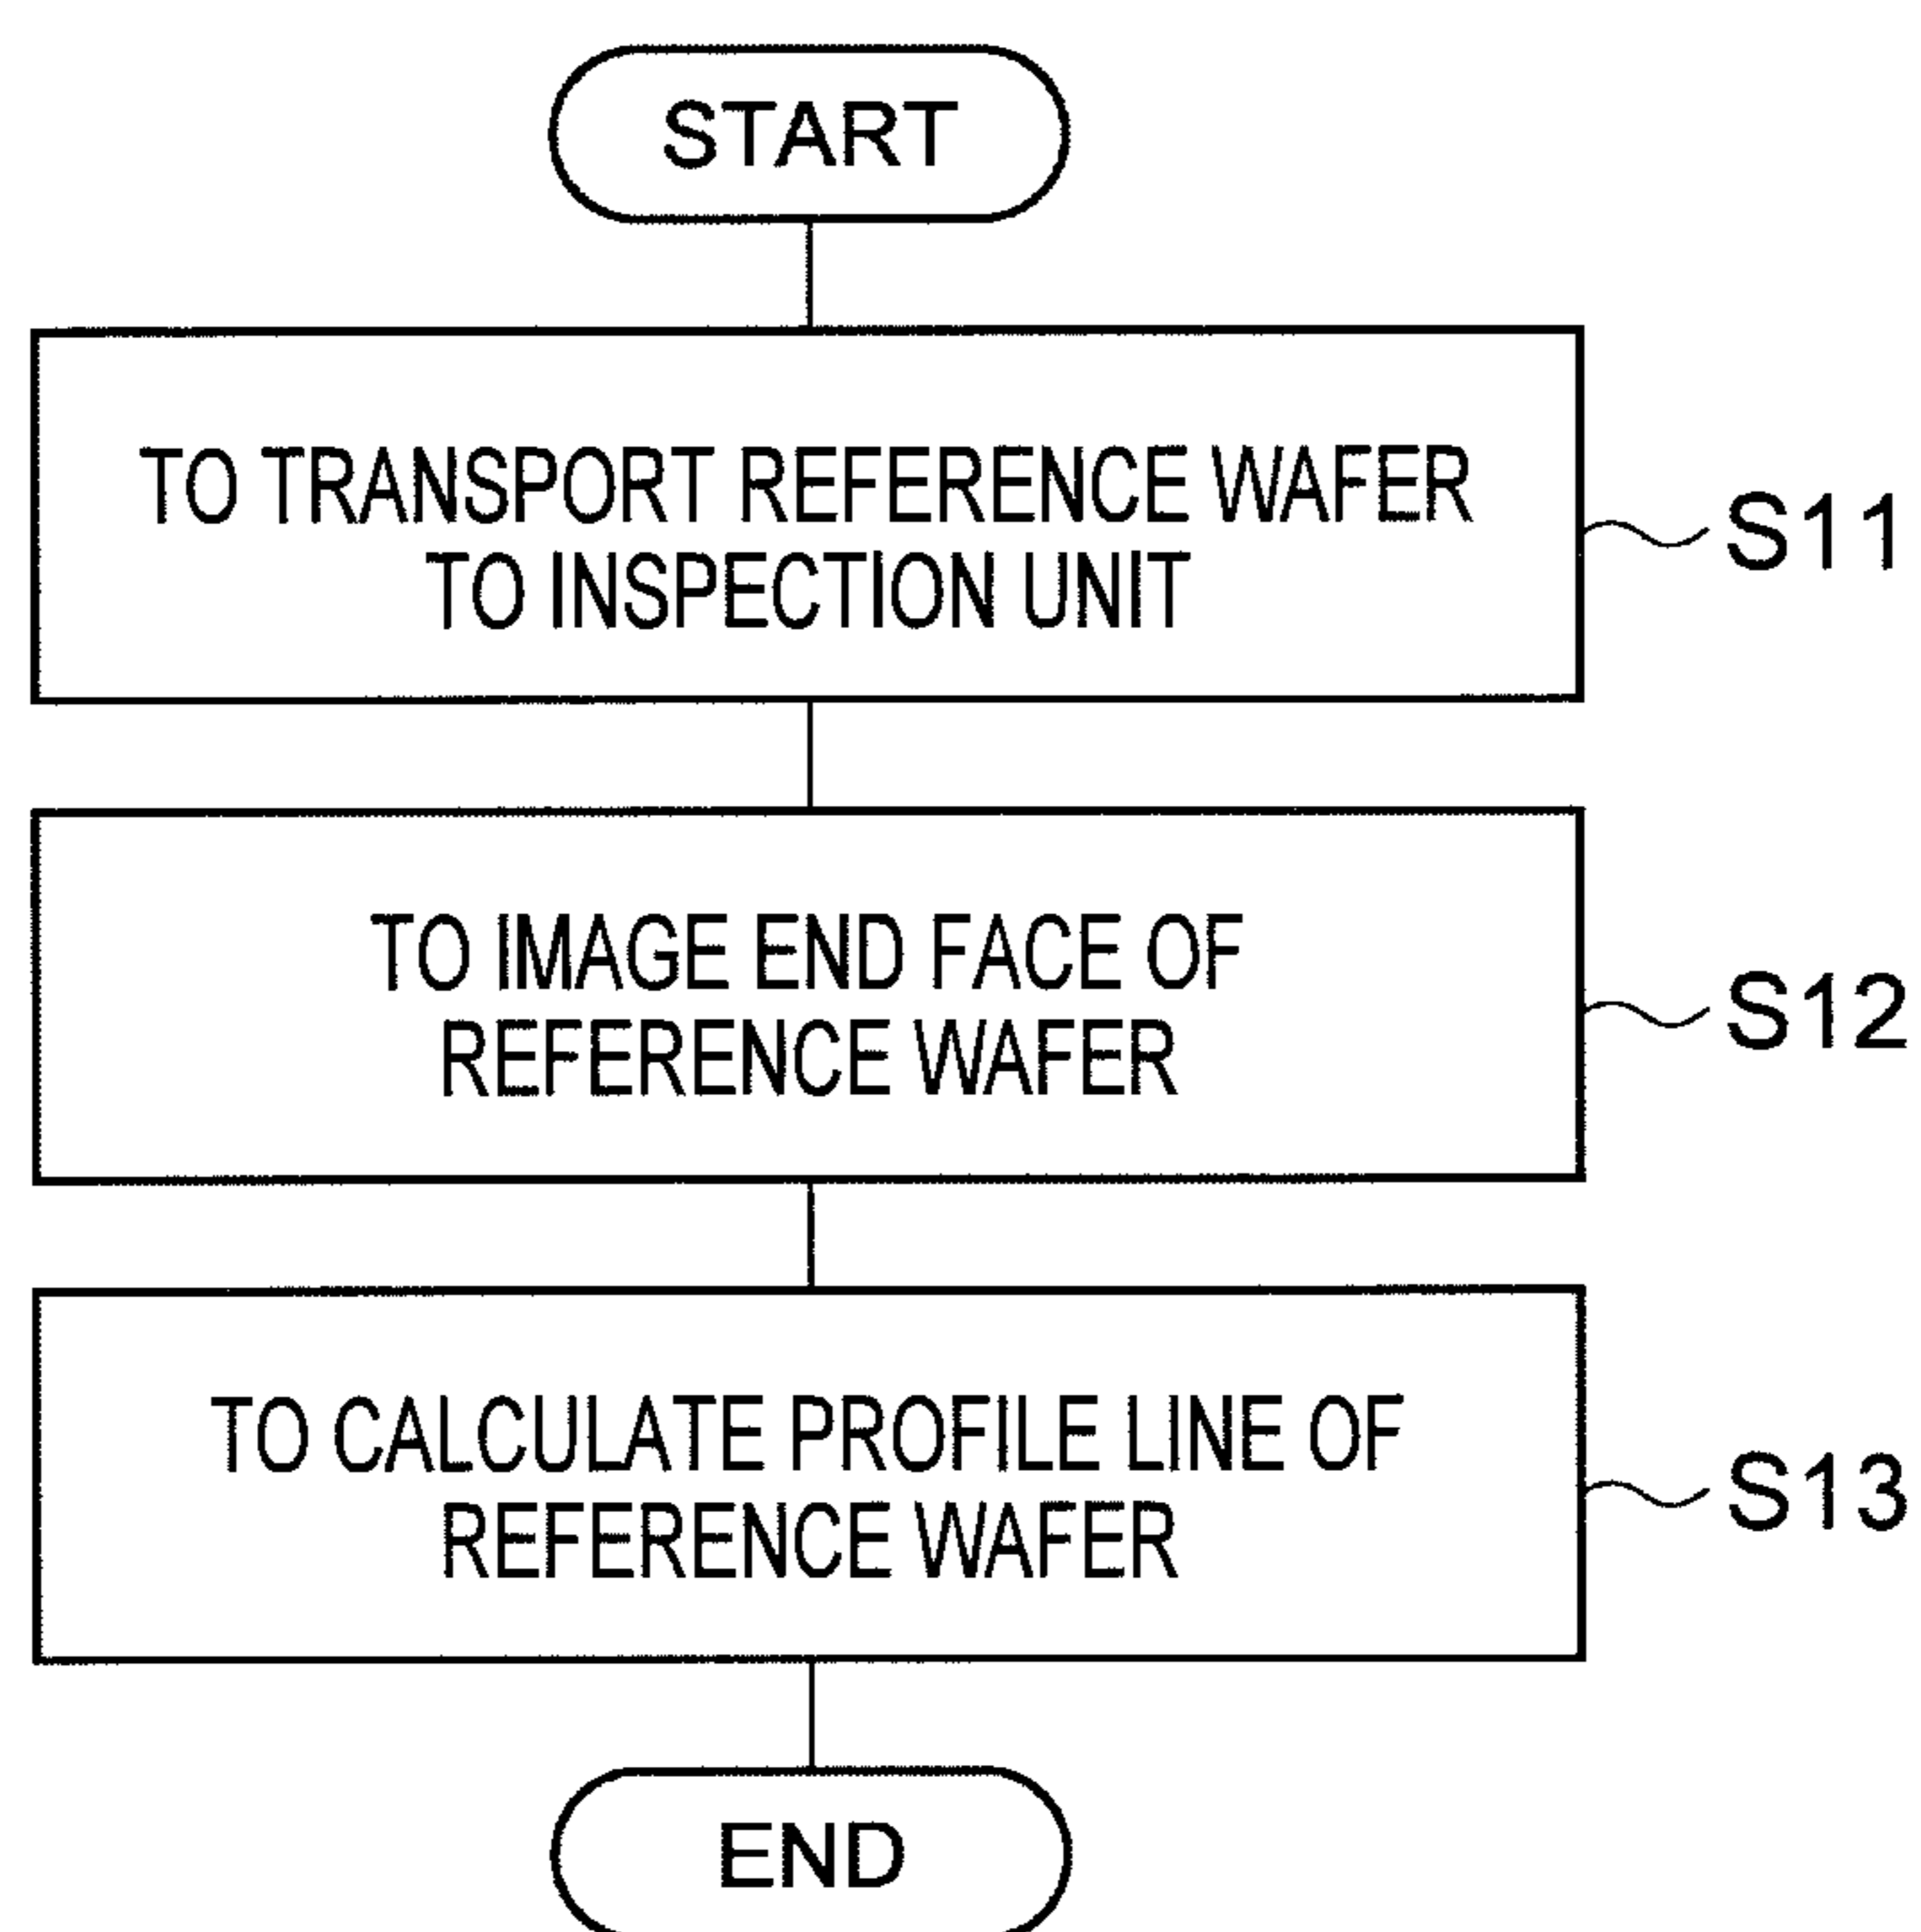 START
TO TRANSPORT REFERENCE WAFER
TO INSPECTION UNIT
S11
TO IMAGE END FACE OF
REFERENCE WAFER
S12
TO CALCULATE PROFILE LINE OF
REFERENCE WAFER
S13
END